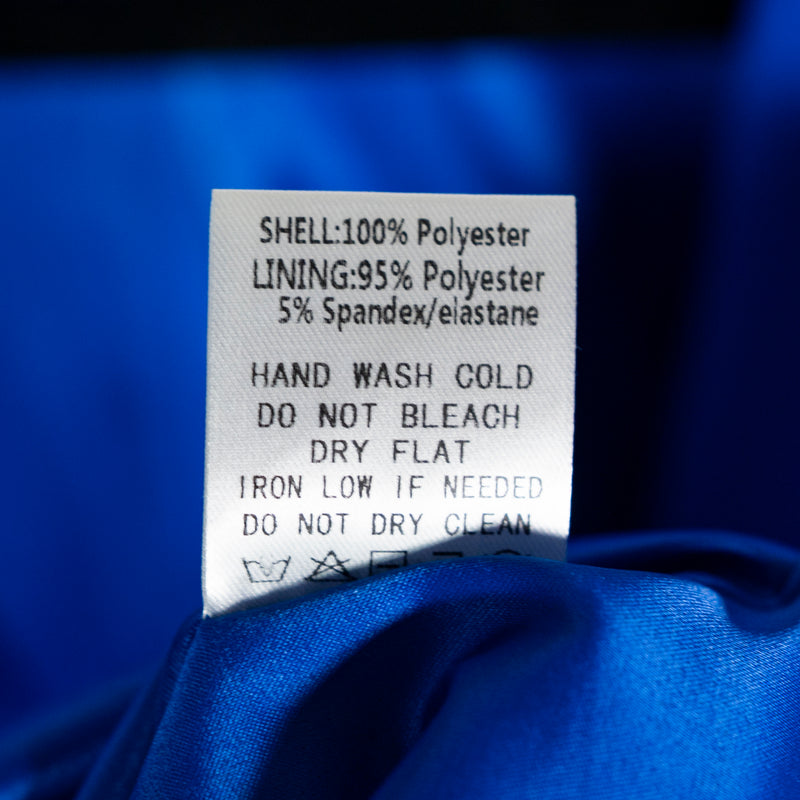 SHELL:100% Polyester
LINING:95% Polyester
5% Spandex/elastane
HAND WASH COLD
DO NOT BLEACH
DRY FLAT
IRON LOW IF NEEDED
DO NOT DRY CLEAN